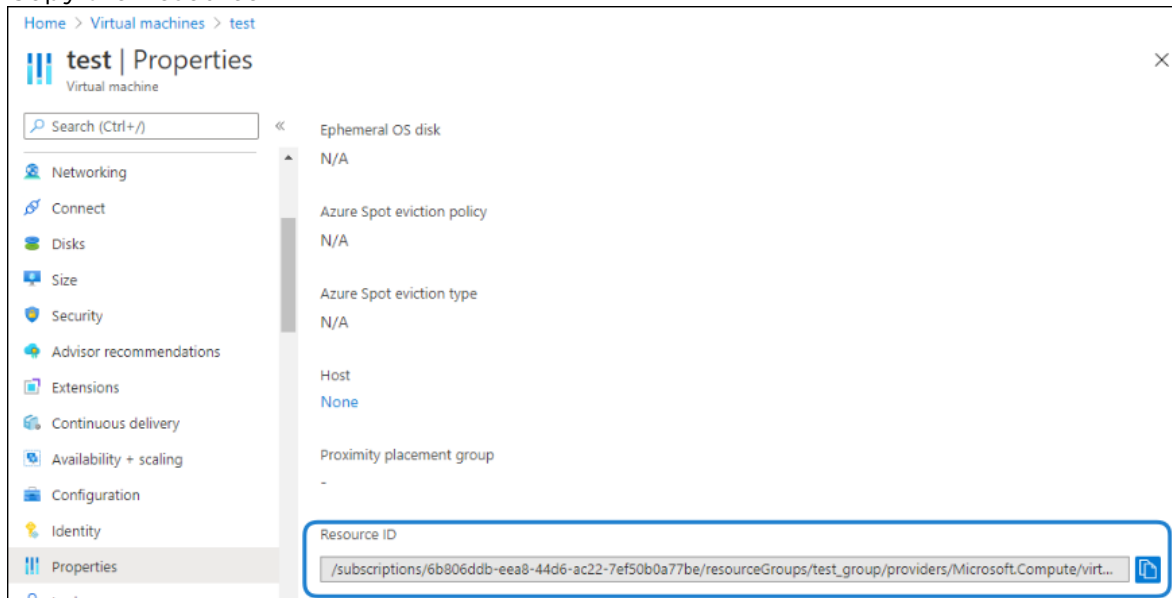 Home > Virtual machines > test
test | Properties
Virtual machine
Search (Ctrl+/)
«
Networking
Connect
Disks
Size
Security
Advisor recommendations
Extensions
Continuous delivery
Availability + scaling
Configuration
Identity
Properties
Ephemeral OS disk
N/A
Azure Spot eviction policy
N/A
Azure Spot eviction type
N/A
Host
None
Proximity placement group
-
Resource ID
/subscriptions/6b806ddb-eea8-44d6-ac22-7ef50b0a77be/resourceGroups/test_group/providers/Microsoft.Compute/virt...